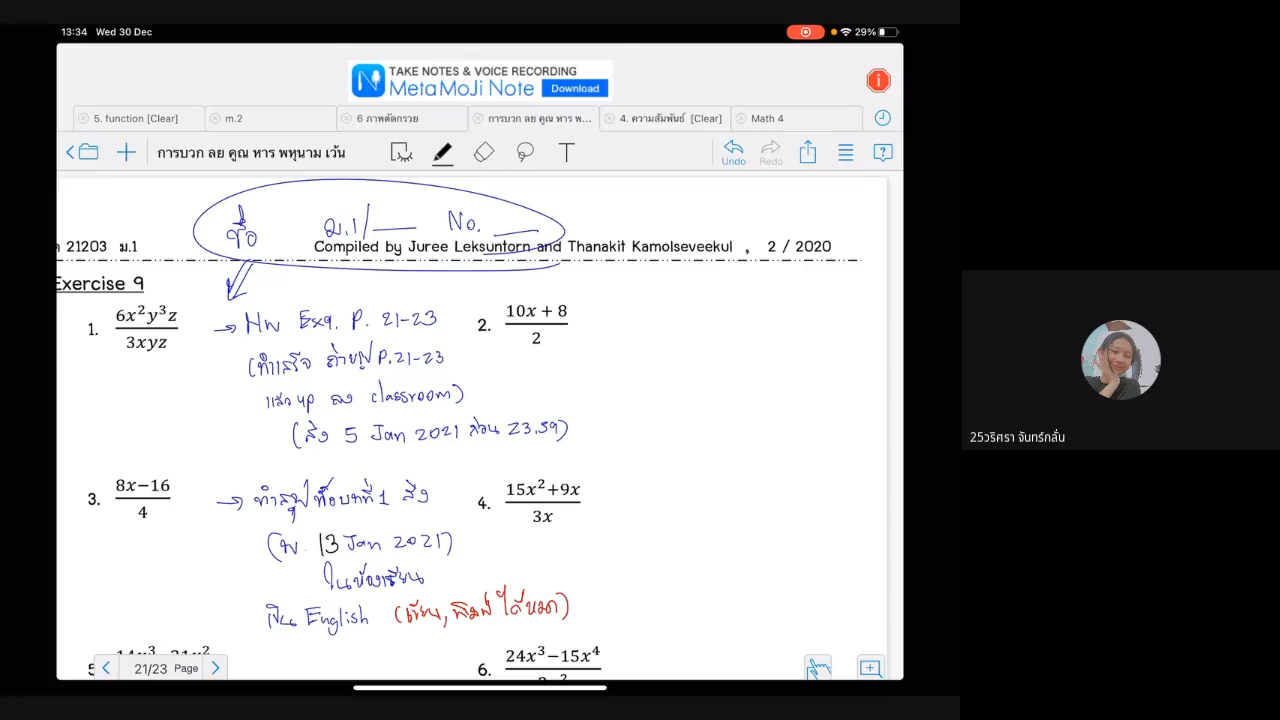 13:34 Wed 30 Dec
29%
TAKE NOTES & VOICE RECORDING
MetaMoJi Note Download
5. function [Clear]
m.2
6 ภาพตัดกรวย
การบวก ลย คูณ หาร พ...
4. ความสัมพันธ์ [Clear]
Math 4
การบวก ลย คูณ หาร พหุนาม เว้น
Undo
Redo
ชื่อ ม.1/___ No. ___
ค 21203 ม.1 Compiled by Juree Leksuntorn and Thanakit Kamolseveekul , 2 / 2020
Exercise 9
1. 6x²y³z
3xyz
→ HW Ex9. P. 21-23
(ทำเสร็จ ถ่ายรูป P.21-23
แล้ว up ลง classroom)
(ส่ง 5 Jan 2021 ก่อน 23.59)
2. 10x + 8
2
3. 8x−16
4
→ ทำสรุป ทั้งบทที่ 1 ส่ง
(พ. 13 Jan 2021)
ในห้องเรียน
เป็น English (เขียน, พิมพ์ ได้หมด)
4. 15x²+9x
3x
5
21/23 Page
6. 24x³−15x⁴
25วริศรา จันทร์กลั่น